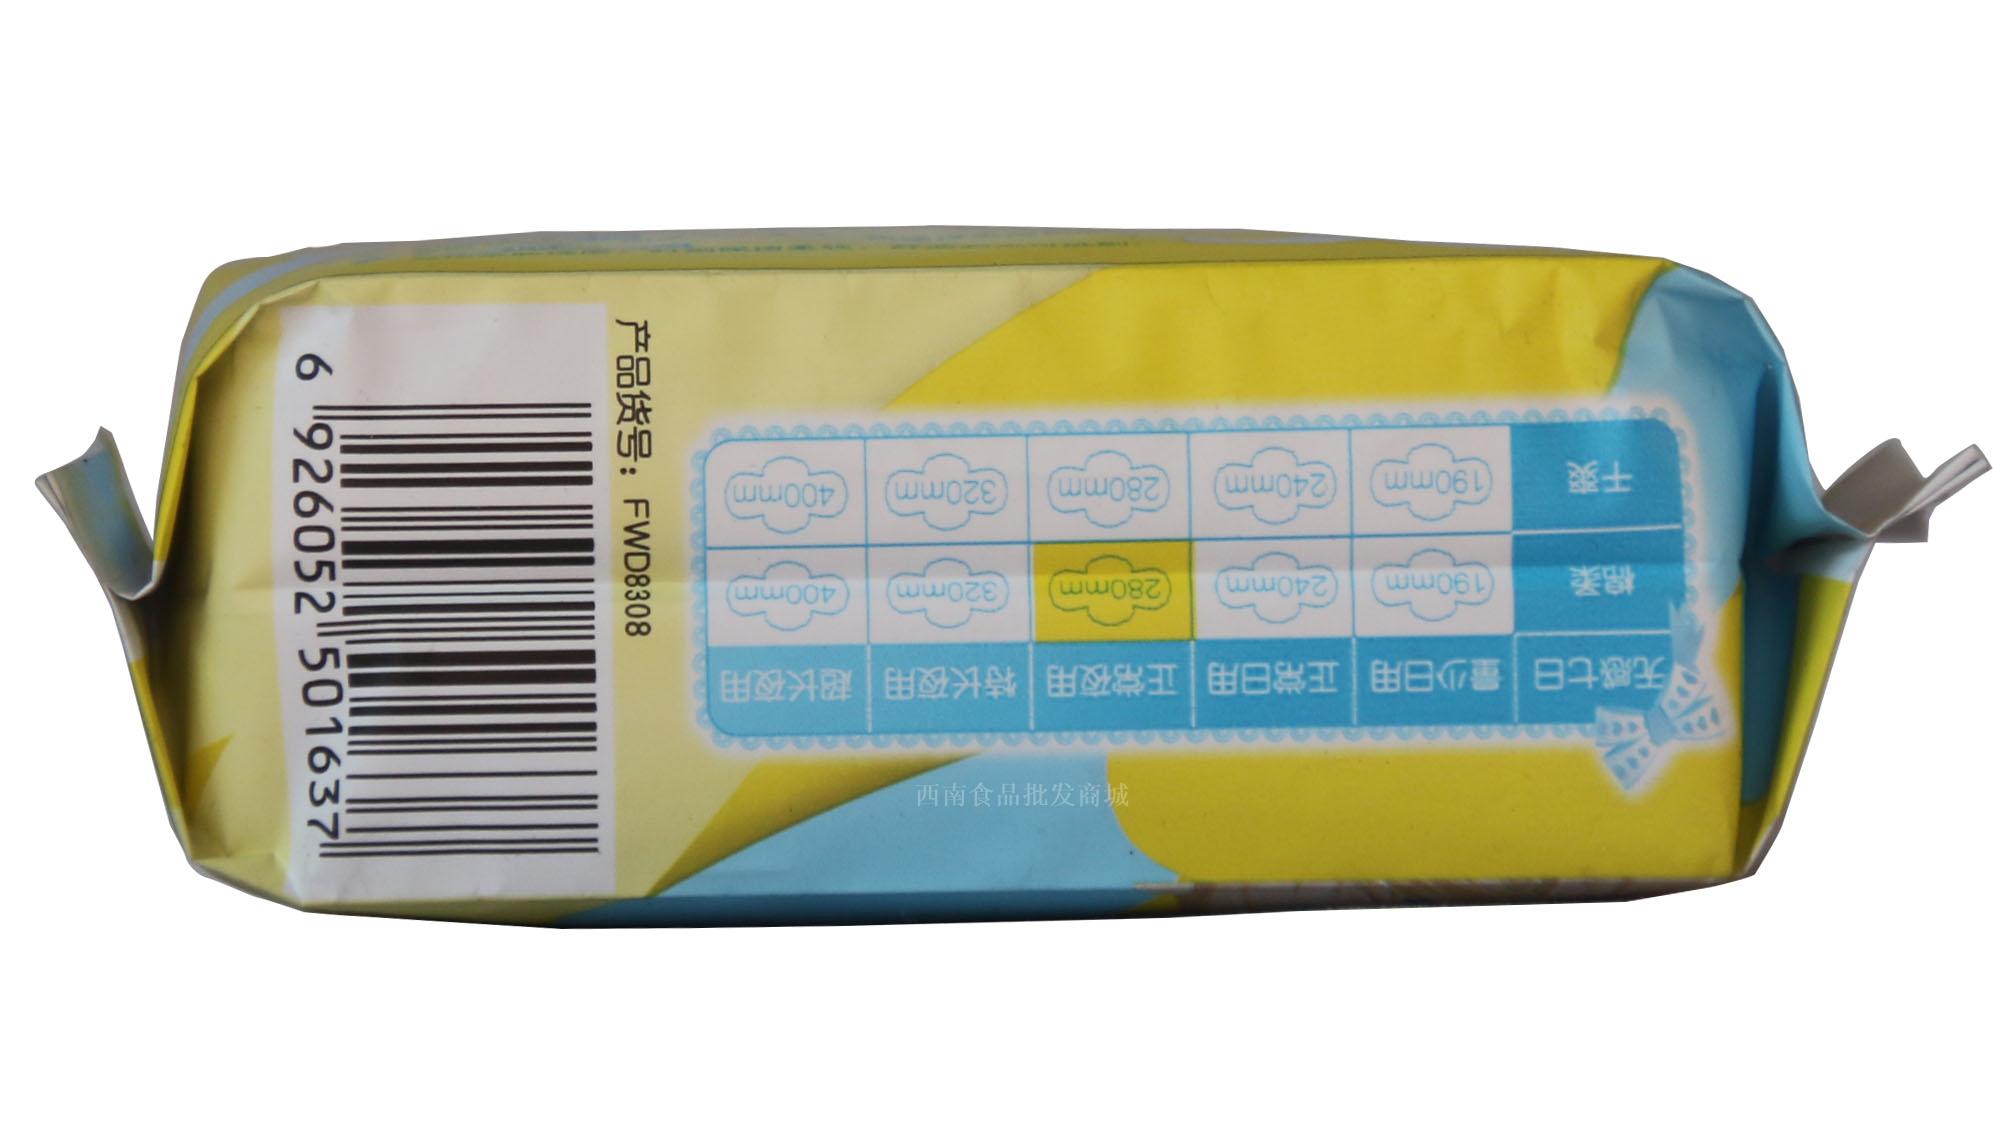 6 926052 501637
产品货号：FWD8308
无感七日 量少日用 正常日用 正常夜用 特长夜用 超长夜用
棉柔 190mm 240mm 280mm 320mm 400mm
干爽 190mm 240mm 280mm 320mm 400mm
西南食品批发商城